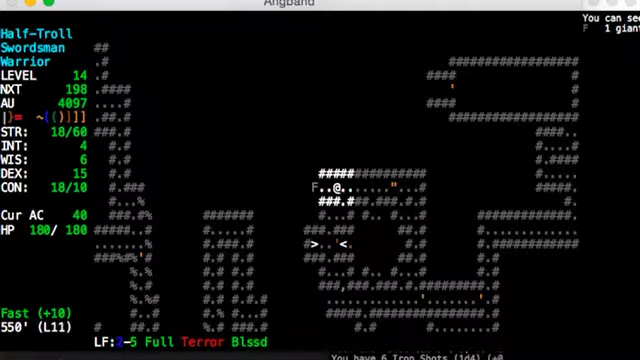 Angband
You can see
F 1 giant
Half-Troll
Swordsman
Warrior
LEVEL 14
NXT 198
AU 4097
STR: 18/60
INT: 4
WIS: 6
DEX: 15
CON: 18/10
Cur AC 40
HP 180/ 180
Fast (+10)
550' (L11)
LF:2-5 Full Terror Blssd
You have 6 Iron Shots (1d4) (+0